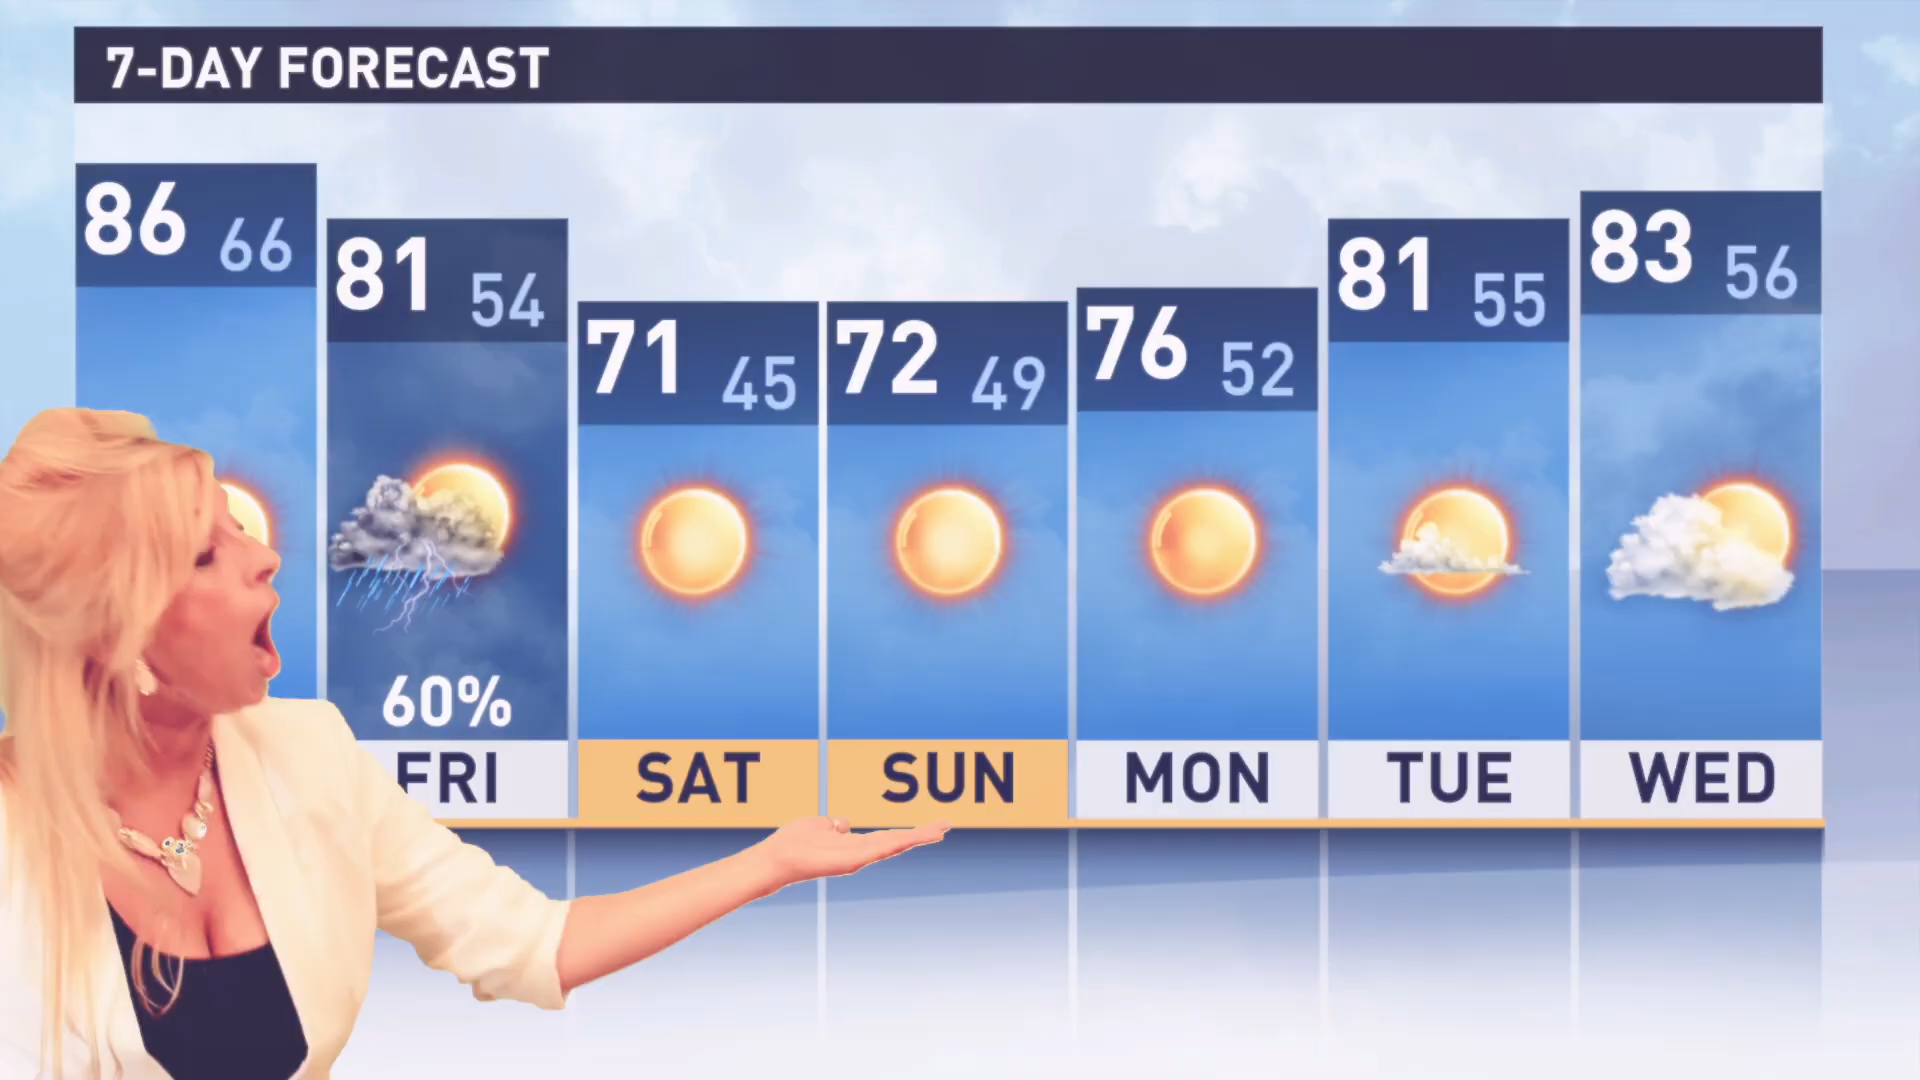 7-DAY FORECAST
86 66
81 54
71 45
72 49
76 52
81 55
83 56
60%
FRI
SAT
SUN
MON
TUE
WED